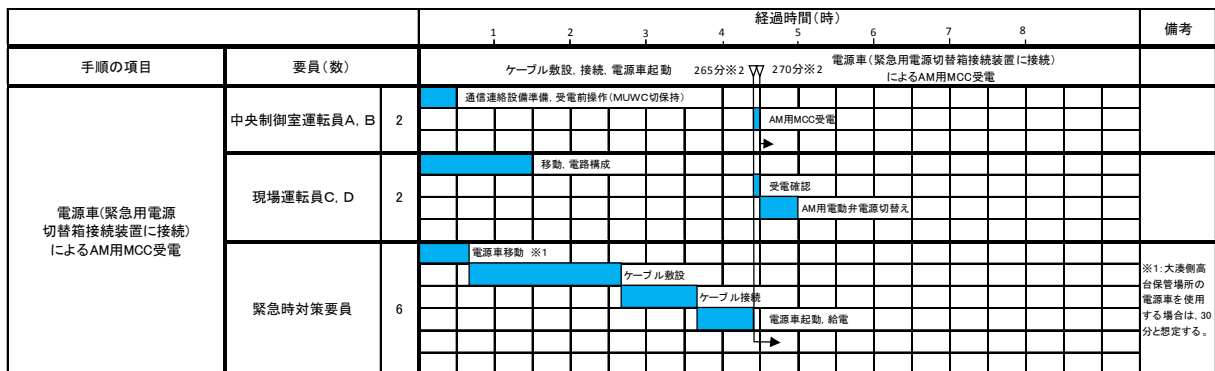 経過時間(時)
備考
1 2 3 4 5 6 7 8
手順の項目
要員(数)
ケーブル敷設，接続，電源車起動
265分※2
270分※2
電源車(緊急用電源切替箱接続装置に接続)
によるAM用MCC受電
電源車(緊急用電源
切替箱接続装置に接続)
によるAM用MCC受電
中央制御室運転員A，B
2
通信連絡設備準備，受電前操作(MUWC切保持)
AM用MCC受電
現場運転員C，D
2
移動，電路構成
受電確認
AM用電動弁電源切替え
緊急時対策要員
6
電源車移動 ※1
ケーブル敷設
ケーブル接続
電源車起動，給電
※1：大湊側高
台保管場所の
電源車を使用
する場合は，30
分と想定する。